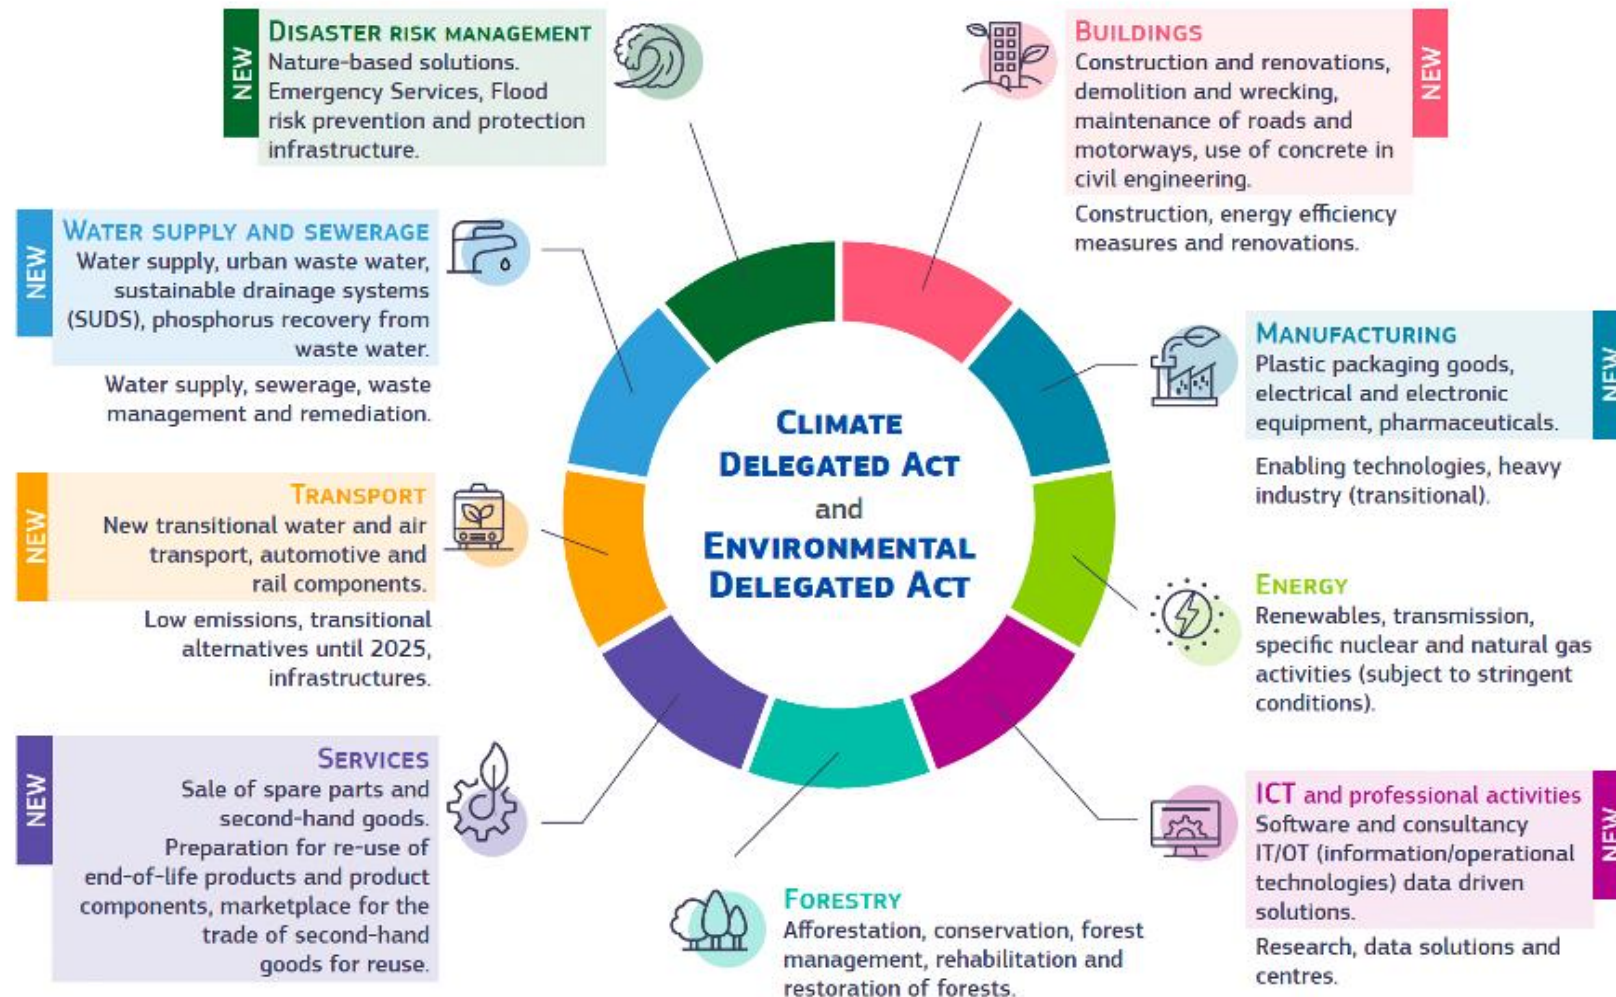 NEW
DISASTER RISK MANAGEMENT
Nature-based solutions.
Emergency Services, Flood
risk prevention and protection
infrastructure.
BUILDINGS
Construction and renovations,
demolition and wrecking,
maintenance of roads and
motorways, use of concrete in
civil engineering.
NEW
Construction, energy efficiency
measures and renovations.
NEW
WATER SUPPLY AND SEWERAGE
Water supply, urban waste water,
sustainable drainage systems
(SUDS), phosphorus recovery from
waste water.
Water supply, sewerage, waste
management and remediation.
MANUFACTURING
Plastic packaging goods,
electrical and electronic
equipment, pharmaceuticals.
NEW
Enabling technologies, heavy
industry (transitional).
CLIMATE
DELEGATED ACT
and
ENVIRONMENTAL
DELEGATED ACT
NEW
TRANSPORT
New transitional water and air
transport, automotive and
rail components.
Low emissions, transitional
alternatives until 2025,
infrastructures.
ENERGY
Renewables, transmission,
specific nuclear and natural gas
activities (subject to stringent
conditions).
NEW
SERVICES
Sale of spare parts and
second-hand goods.
Preparation for re-use of
end-of-life products and product
components, marketplace for the
trade of second-hand
goods for reuse.
ICT and professional activities
Software and consultancy
IT/OT (information/operational
technologies) data driven
solutions.
NEW
Research, data solutions and
centres.
FORESTRY
Afforestation, conservation, forest
management, rehabilitation and
restoration of forests.